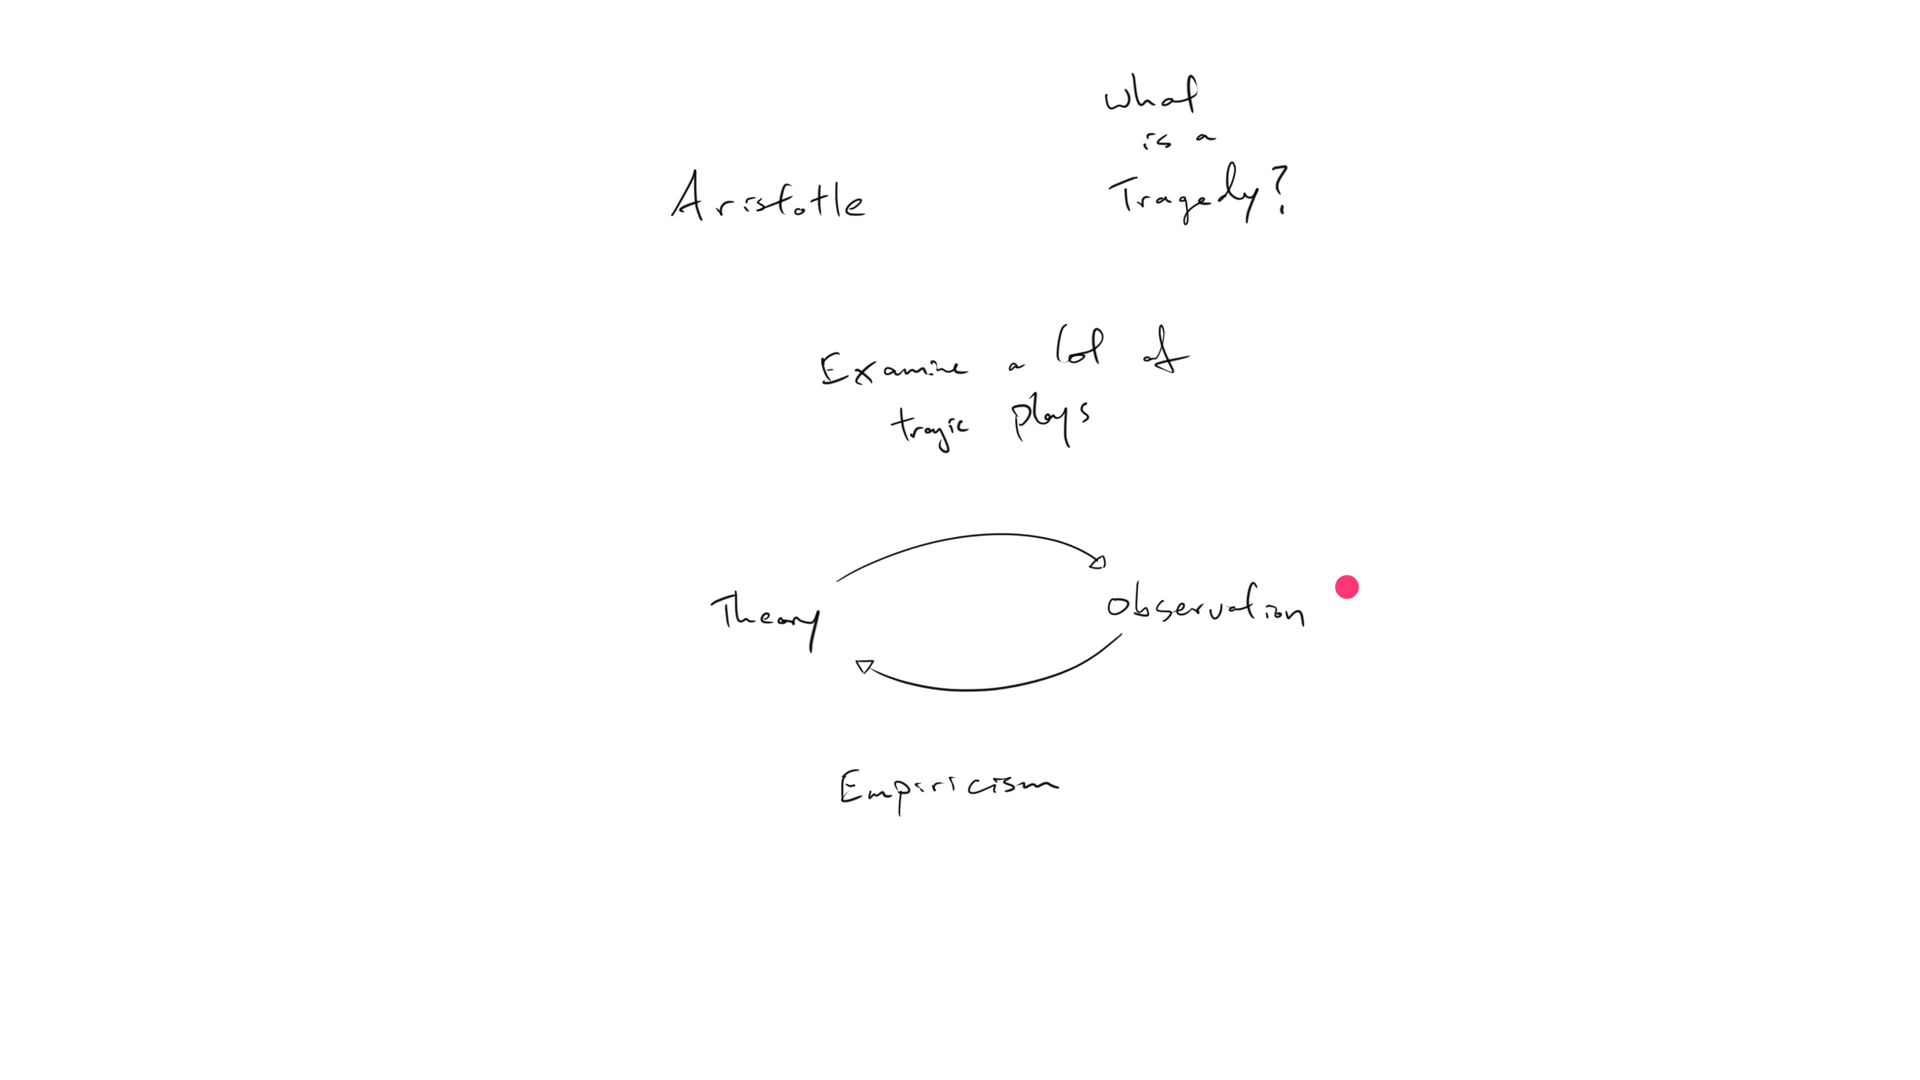 What
is a
Aristotle
Tragedy?
Examine a lot of
tragic plays
Theory
Observation
Empiricism